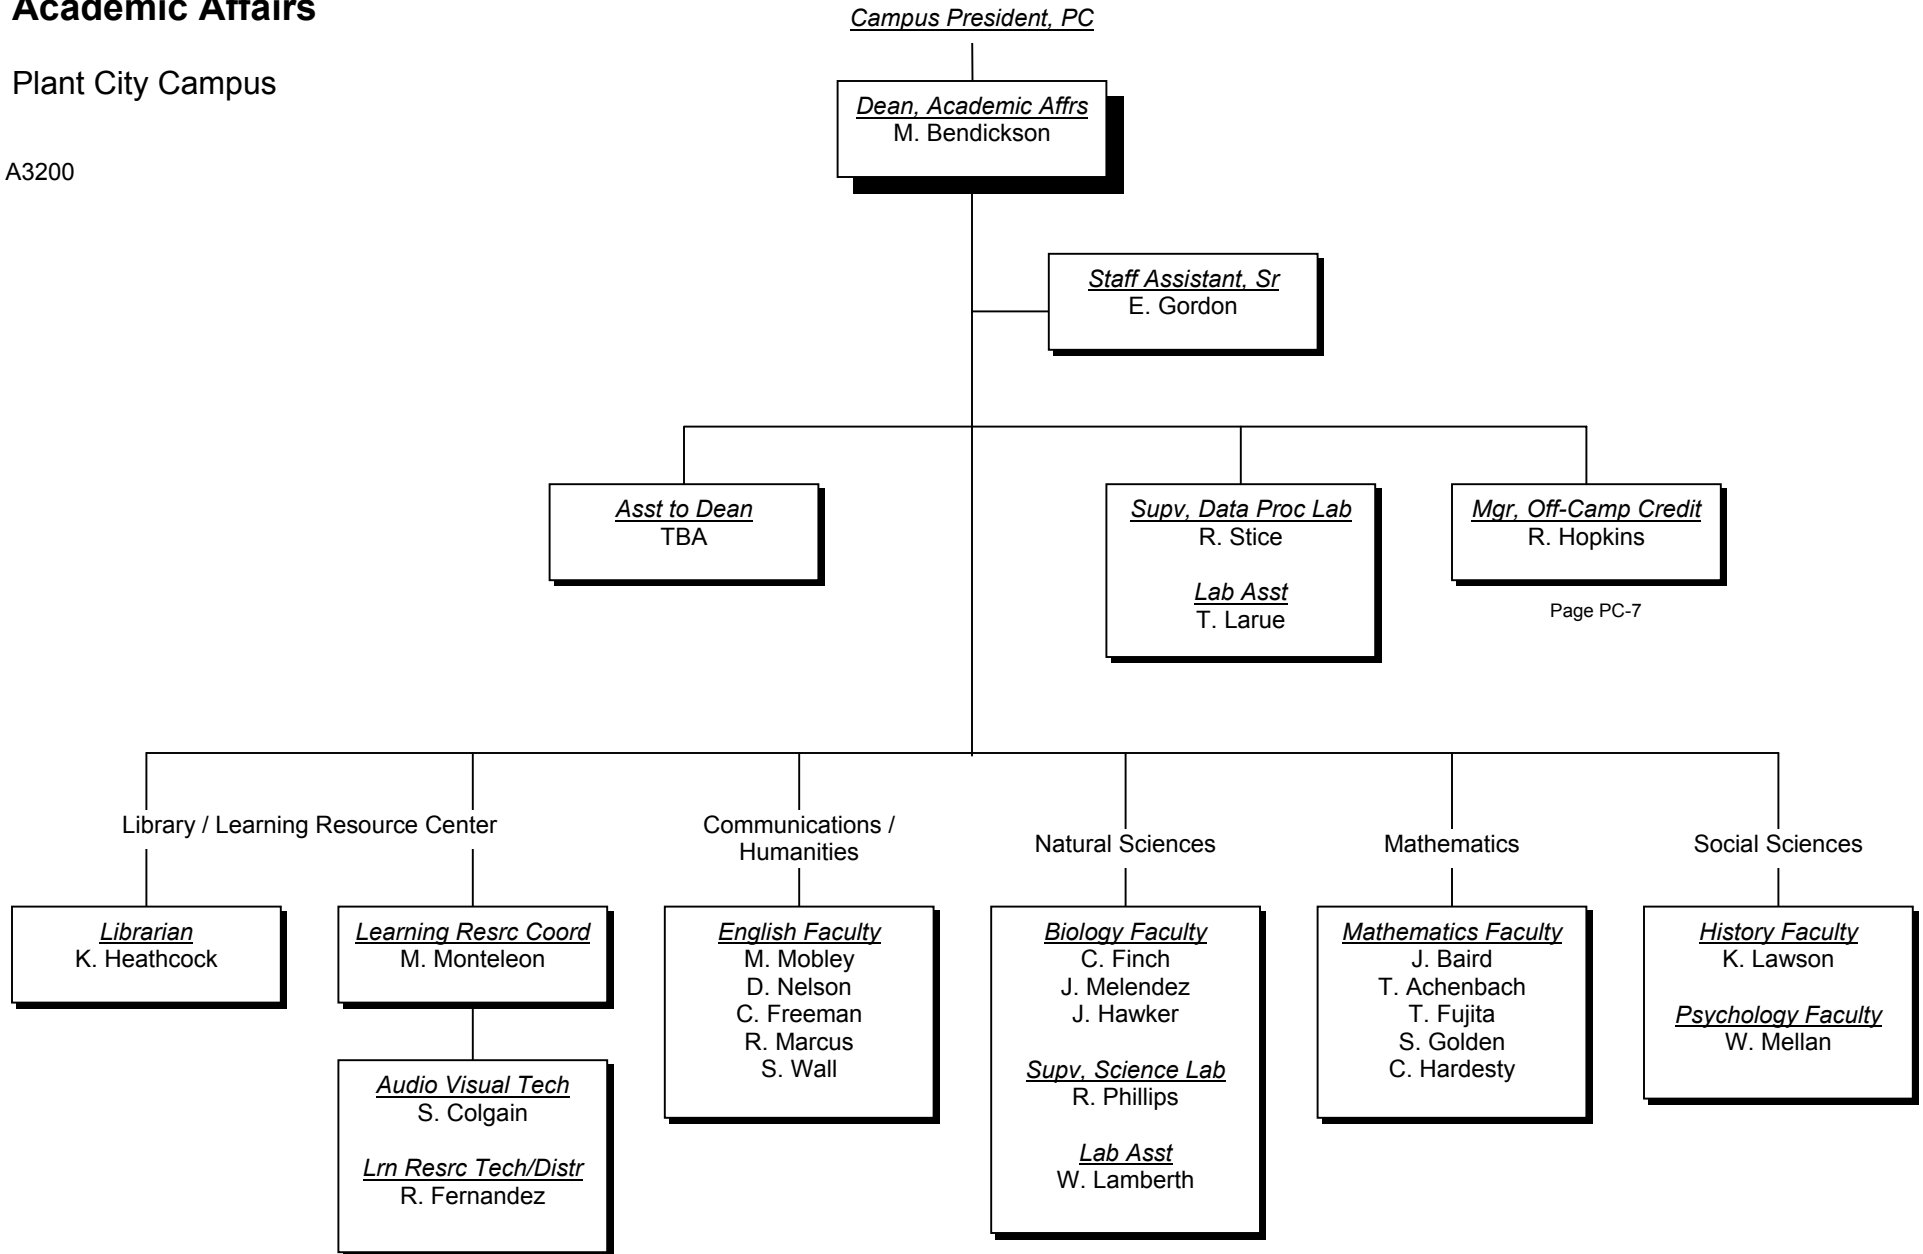 Academic Affairs
Plant City Campus
A3200
Campus President, PC
Dean, Academic Affrs
M. Bendickson
Staff Assistant, Sr
E. Gordon
Asst to Dean
TBA
Supv, Data Proc Lab
R. Stice
Lab Asst
T. Larue
Mgr, Off-Camp Credit
R. Hopkins
Page PC-7
Library / Learning Resource Center
Communications /
Humanities
Natural Sciences
Mathematics
Social Sciences
Librarian
K. Heathcock
Learning Resrc Coord
M. Monteleon
Audio Visual Tech
S. Colgain
Lrn Resrc Tech/Distr
R. Fernandez
English Faculty
M. Mobley
D. Nelson
C. Freeman
R. Marcus
S. Wall
Biology Faculty
C. Finch
J. Melendez
J. Hawker
Supv, Science Lab
R. Phillips
Lab Asst
W. Lamberth
Mathematics Faculty
J. Baird
T. Achenbach
T. Fujita
S. Golden
C. Hardesty
History Faculty
K. Lawson
Psychology Faculty
W. Mellan